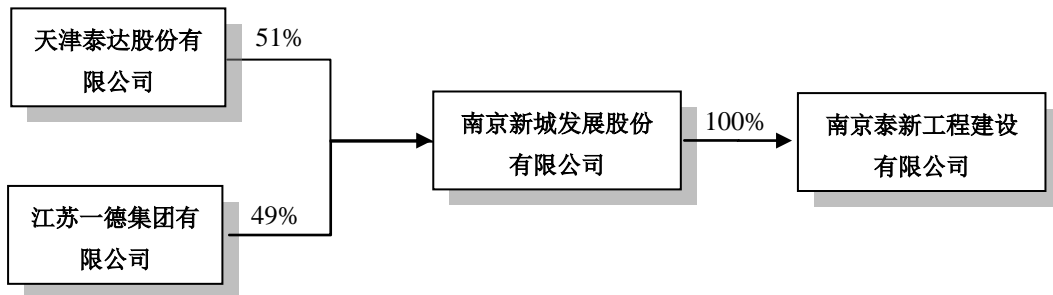 天津泰达股份有
限公司
51%
江苏一德集团有
限公司
49%
南京新城发展股份
有限公司
100%
南京泰新工程建设
有限公司